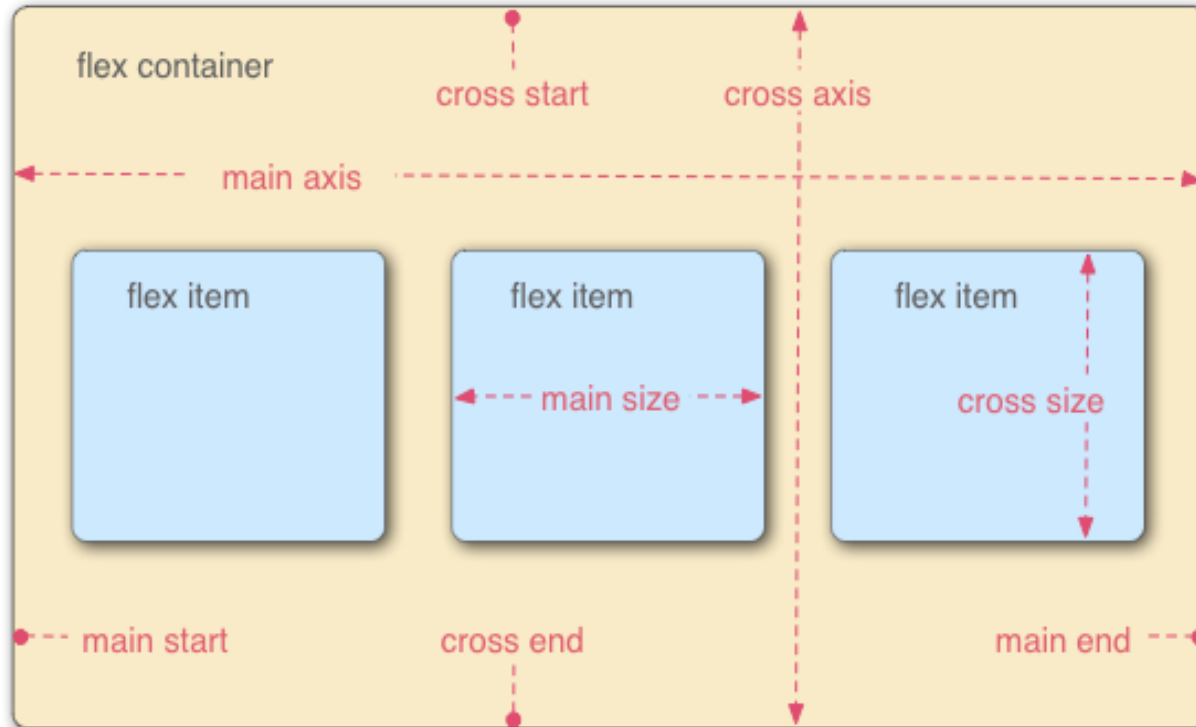 flex container
cross start
cross axis
main axis
flex item
flex item
flex item
main size
cross size
main start
cross end
main end